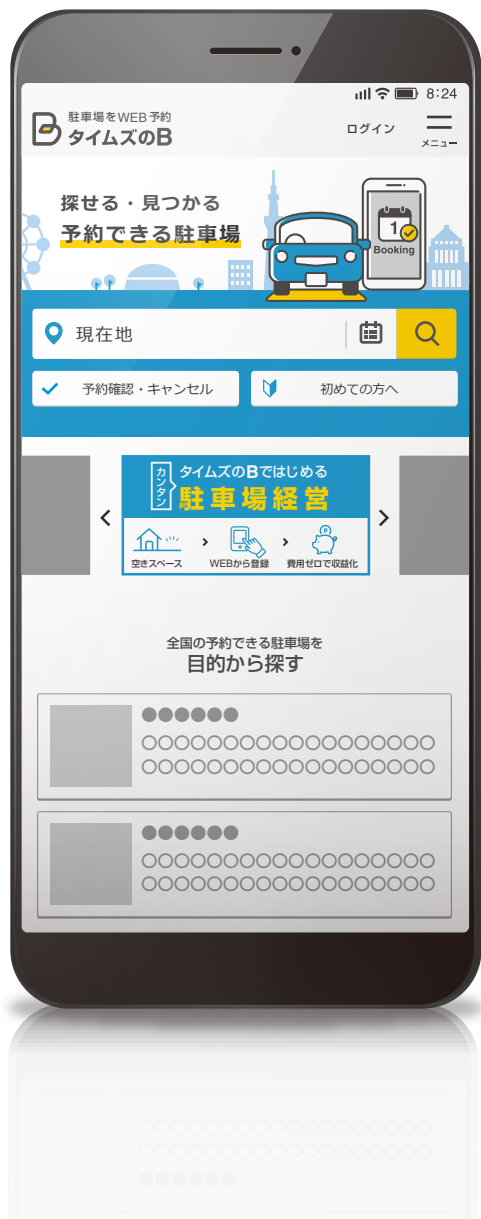 8:24
駐車場をWEB予約
タイムズのB
ログイン
メニュー
探せる・見つかる
予約できる駐車場
1
Booking
現在地
予約確認・キャンセル
初めての方へ
カンタン
タイムズのBではじめる
駐車場経営
空きスペース
WEBから登録
費用ゼロで収益化
全国の予約できる駐車場を
目的から探す
●●●●●●
○○○○○○○○○○○○○○○○○○
○○○○○○○○○○○○○○○○○○
●●●●●●
○○○○○○○○○○○○○○○○○○
○○○○○○○○○○○○○○○○○○